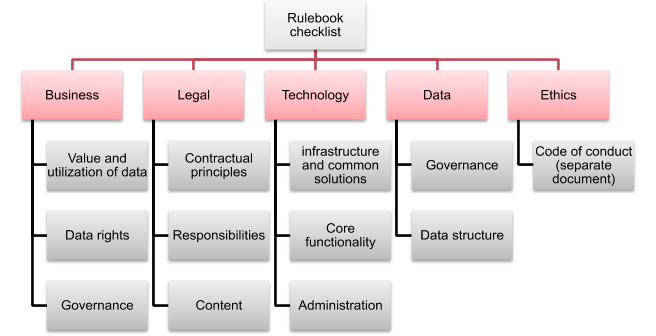 Rulebook
checklist
Business
Legal
Technology
Data
Ethics
Value and
utilization of data
Contractual
principles
infrastructure
and common
solutions
Governance
Code of conduct
(separate
document)
Data rights
Responsibilities
Core
functionality
Data structure
Governance
Content
Administration